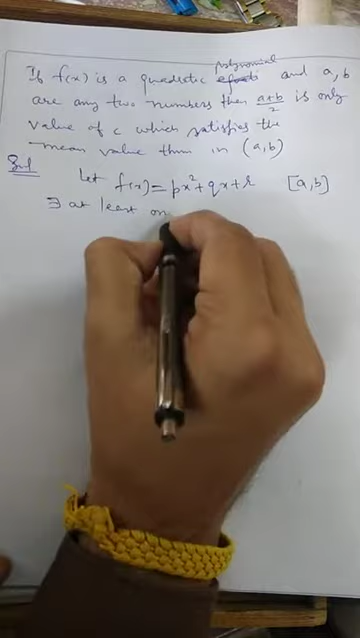 If f(x) is a quadratic polynomial and a, b
are any two numbers then (a+b)/2 is only
value of c which satisfies the
mean value thm in (a, b)
Sol Let f(x) = px² + qx + r [a, b]
∃ at least on